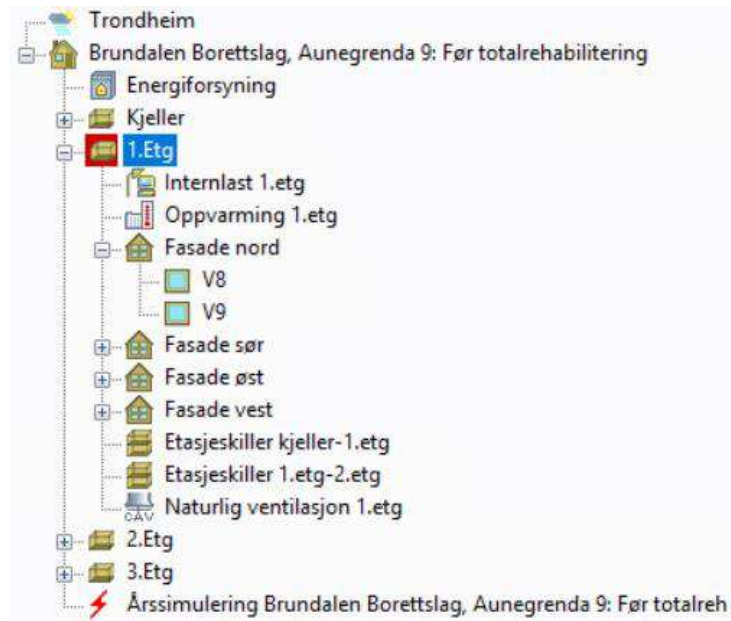 Trondheim
Brundalen Borettslag, Aunegrenda 9: Før totalrehabilitering
Energiforsyning
Kjeller
1.Etg
Internlast 1.etg
Oppvarming 1.etg
Fasade nord
V8
V9
Fasade sør
Fasade øst
Fasade vest
Etasjeskiller kjeller-1.etg
Etasjeskiller 1.etg-2.etg
CAV Naturlig ventilasjon 1.etg
2.Etg
3.Etg
Årssimulering Brundalen Borettslag, Aunegrenda 9: Før totalreh